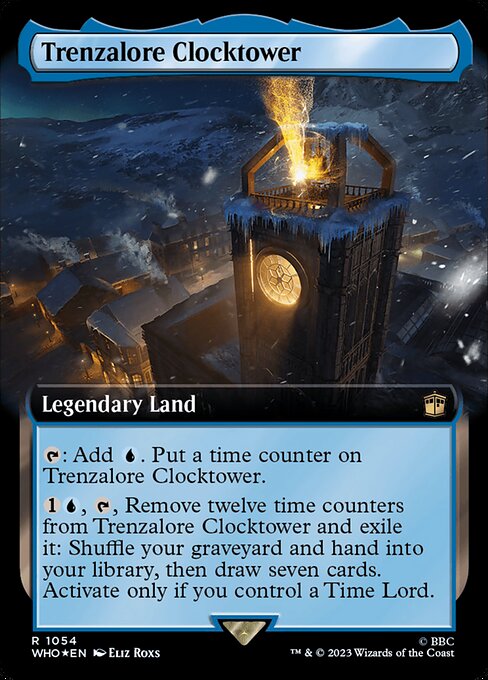 Trenzalore Clocktower
Legendary Land
: Add . Put a time counter on
Trenzalore Clocktower.
1 , , Remove twelve time counters
from Trenzalore Clocktower and exile
it: Shuffle your graveyard and hand into
your library, then draw seven cards.
Activate only if you control a Time Lord.
R 1054
WHO★EN Eliz Roxs
© BBC
™ & © 2023 Wizards of the Coast